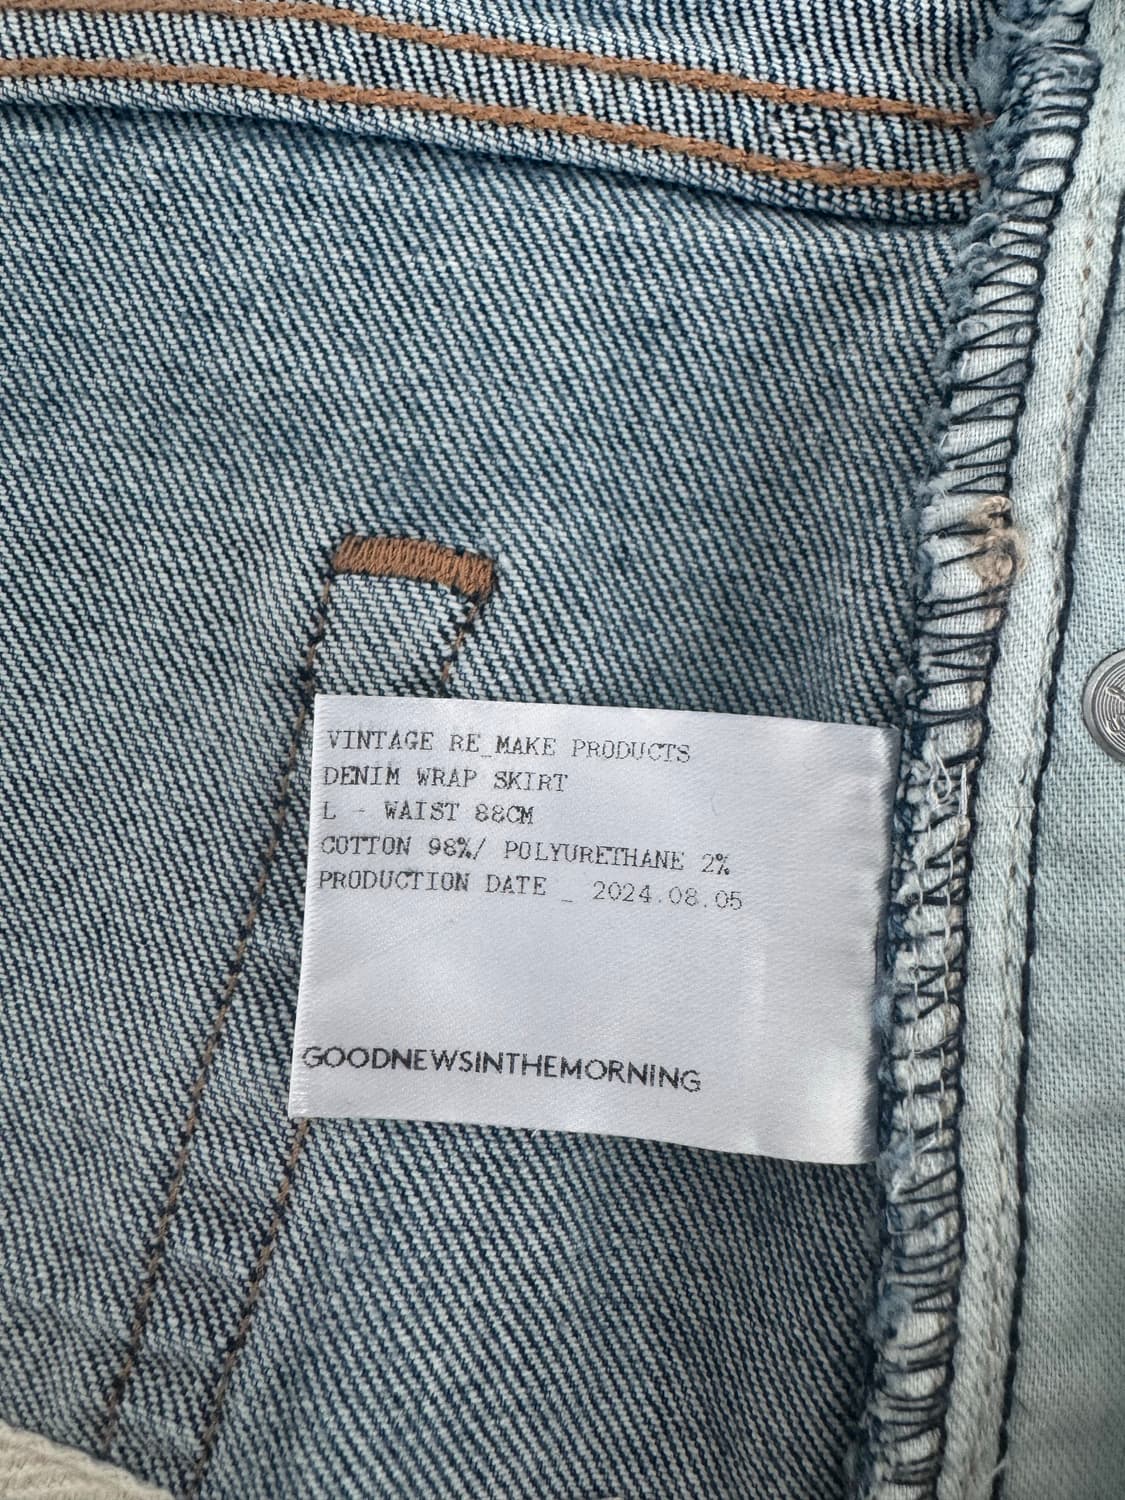 VINTAGE RE_MAKE PRODUCTS
DENIM WRAP SKIRT
L - WAIST 88CM
COTTON 98%/ POLYURETHANE 2%
PRODUCTION DATE _ 2024.08.05
GOODNEWSINTHEMORNING